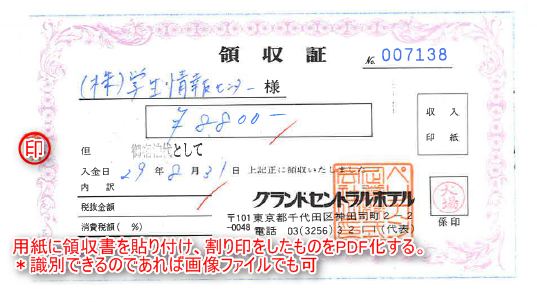 領収証
No. 007138
(株)学生情報センター 様
¥8,800-
収入
印紙
印
但 御宿泊代として
入金日 29年8月31日 上記正に領収いたしました
内訳
税抜金額
消費税額( %)
グランドセントラルホテル
〒101-0048
東京都千代田区神田司町2-2
電話 03(3256)32 (代表)
大場
係印
用紙に領収書を貼り付け、割り印をしたものをPDF化する。
*識別できるのであれば画像ファイルでも可